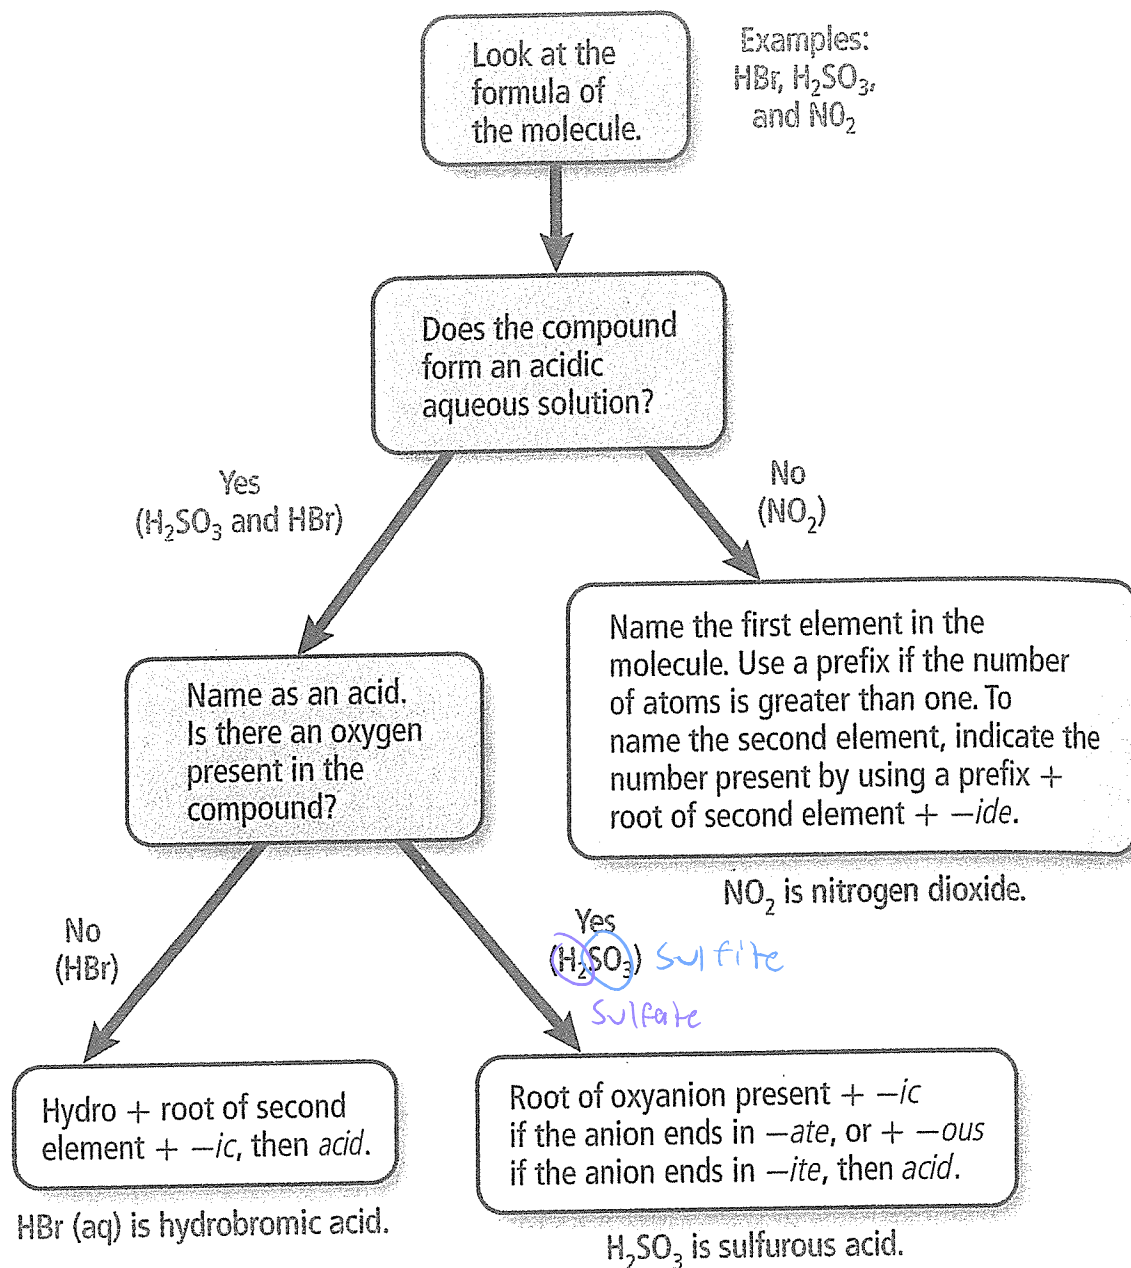 Look at the
formula of
the molecule.
Examples:
HBr, H₂SO₃,
and NO₂
Does the compound
form an acidic
aqueous solution?
Yes
(H₂SO₃ and HBr)
No
(NO₂)
Name as an acid.
Is there an oxygen
present in the
compound?
Name the first element in the
molecule. Use a prefix if the number
of atoms is greater than one. To
name the second element, indicate the
number present by using a prefix +
root of second element + –ide.
NO₂ is nitrogen dioxide.
No
(HBr)
Yes
(H₂SO₃) sulfite
sulfate
Hydro + root of second
element + –ic, then acid.
HBr (aq) is hydrobromic acid.
Root of oxyanion present + –ic
if the anion ends in –ate, or + –ous
if the anion ends in –ite, then acid.
H₂SO₃ is sulfurous acid.